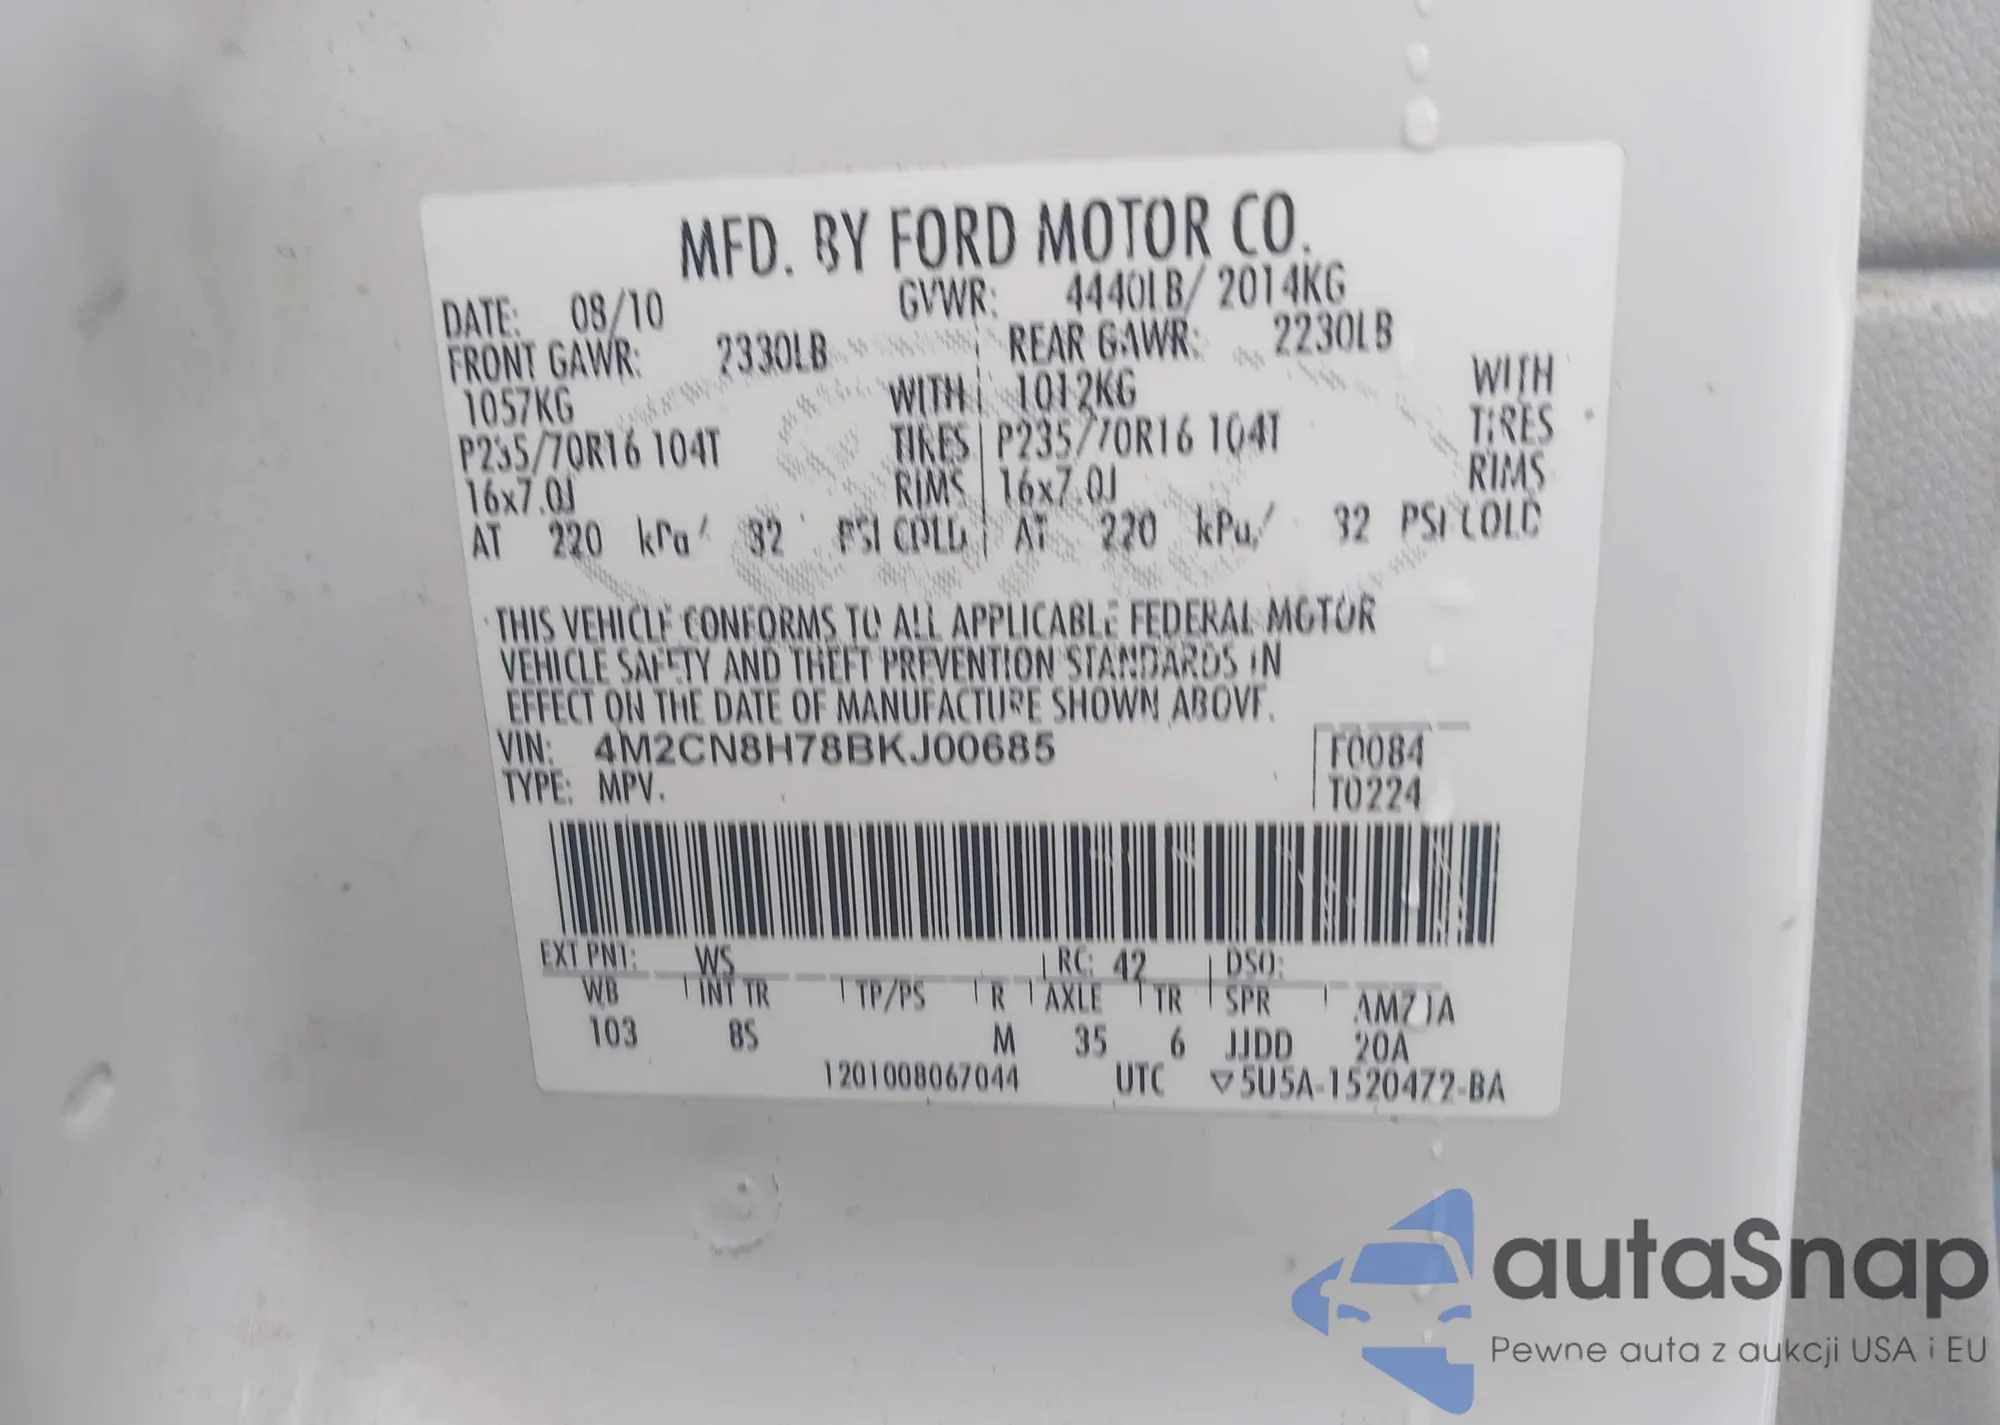 MFD. BY FORD MOTOR CO.
DATE: 08/10 GVWR: 4440LB/ 2014KG
FRONT GAWR: 2330LB REAR GAWR: 2230LB
1057KG WITH 1012KG WITH
P235/70R16 104T TIRES P235/70R16 104T TIRES
16x7.0J RIMS 16x7.0J RIMS
AT 220 kPa/ 32 PSI COLD AT 220 kPa/ 32 PSI COLD
THIS VEHICLE CONFORMS TO ALL APPLICABLE FEDERAL MOTOR
VEHICLE SAFETY AND THEFT PREVENTION STANDARDS IN
EFFECT ON THE DATE OF MANUFACTURE SHOWN ABOVE.
VIN: 4M2CN8H78BKJ00685 F0084
TYPE: MPV. T0224
EXT PNT: WS RC: 42 DSO:
WB INT TR TP/PS R AXLE TR SPR AMZJA
103 8S M 35 6 JJDD 20A
1201008067044 UTC ▽5U5A-1520472-BA
autaSnap
Pewne auta z aukcji USA i EU